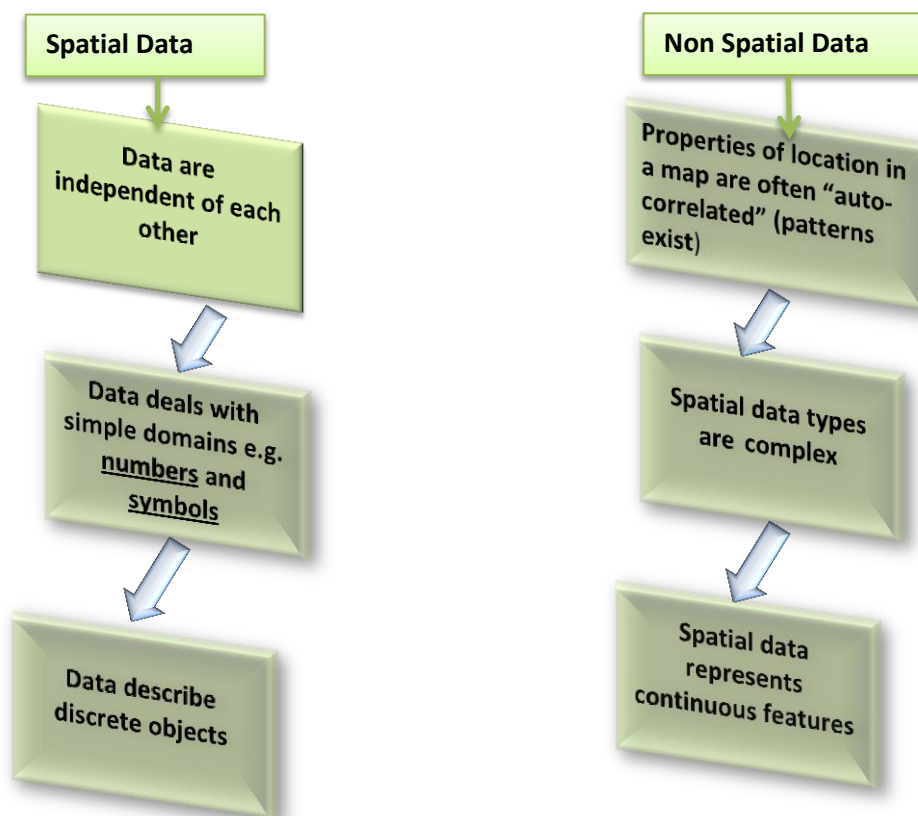 Spatial Data
Data are
independent of each
other
Data deals with
simple domains e.g.
numbers and
symbols
Data describe
discrete objects
Non Spatial Data
Properties of location in
a map are often “auto-
correlated” (patterns
exist)
Spatial data types
are complex
Spatial data
represents
continuous features